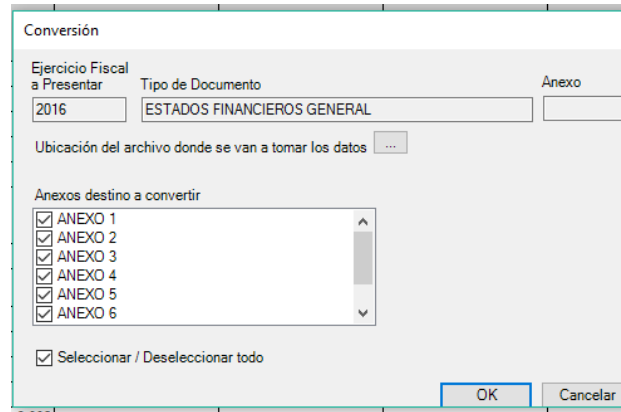 Conversión
Ejercicio Fiscal
a Presentar
Tipo de Documento
Anexo
2016
ESTADOS FINANCIEROS GENERAL
Ubicación del archivo donde se van a tomar los datos ...
Anexos destino a convertir
ANEXO 1
ANEXO 2
ANEXO 3
ANEXO 4
ANEXO 5
ANEXO 6
Seleccionar / Deseleccionar todo
OK
Cancelar